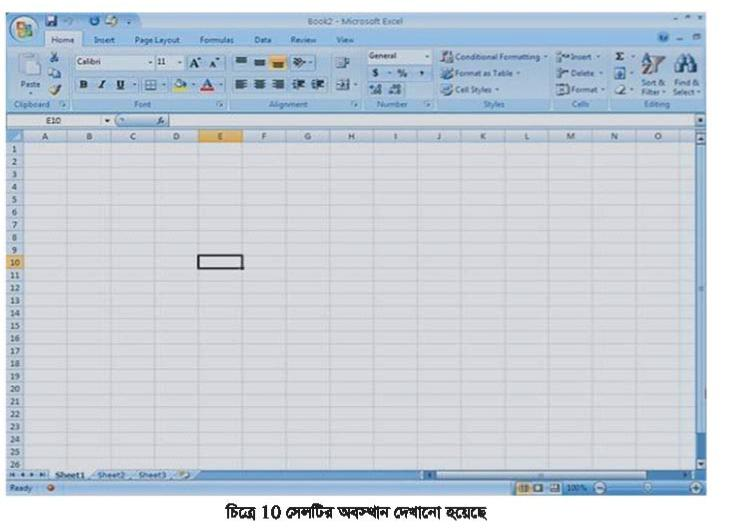 Book2 - Microsoft Excel
Home Insert Page Layout Formulas Data Review View
Calibri 11 General Conditional Formatting Insert Σ
Paste B I U A $ % , Format as Table Delete Sort & Filter Find & Select
Cell Styles Format
Clipboard Font Alignment Number Styles Cells Editing
E10 fx
A B C D E F G H I J K L M N O
1
2
3
4
5
6
7
8
9
10
11
12
13
14
15
16
17
18
19
20
21
22
23
24
25
26
Sheet1 Sheet2 Sheet3
Ready 100%
চিত্রে 10 সেলটির অবস্থান দেখানো হয়েছে